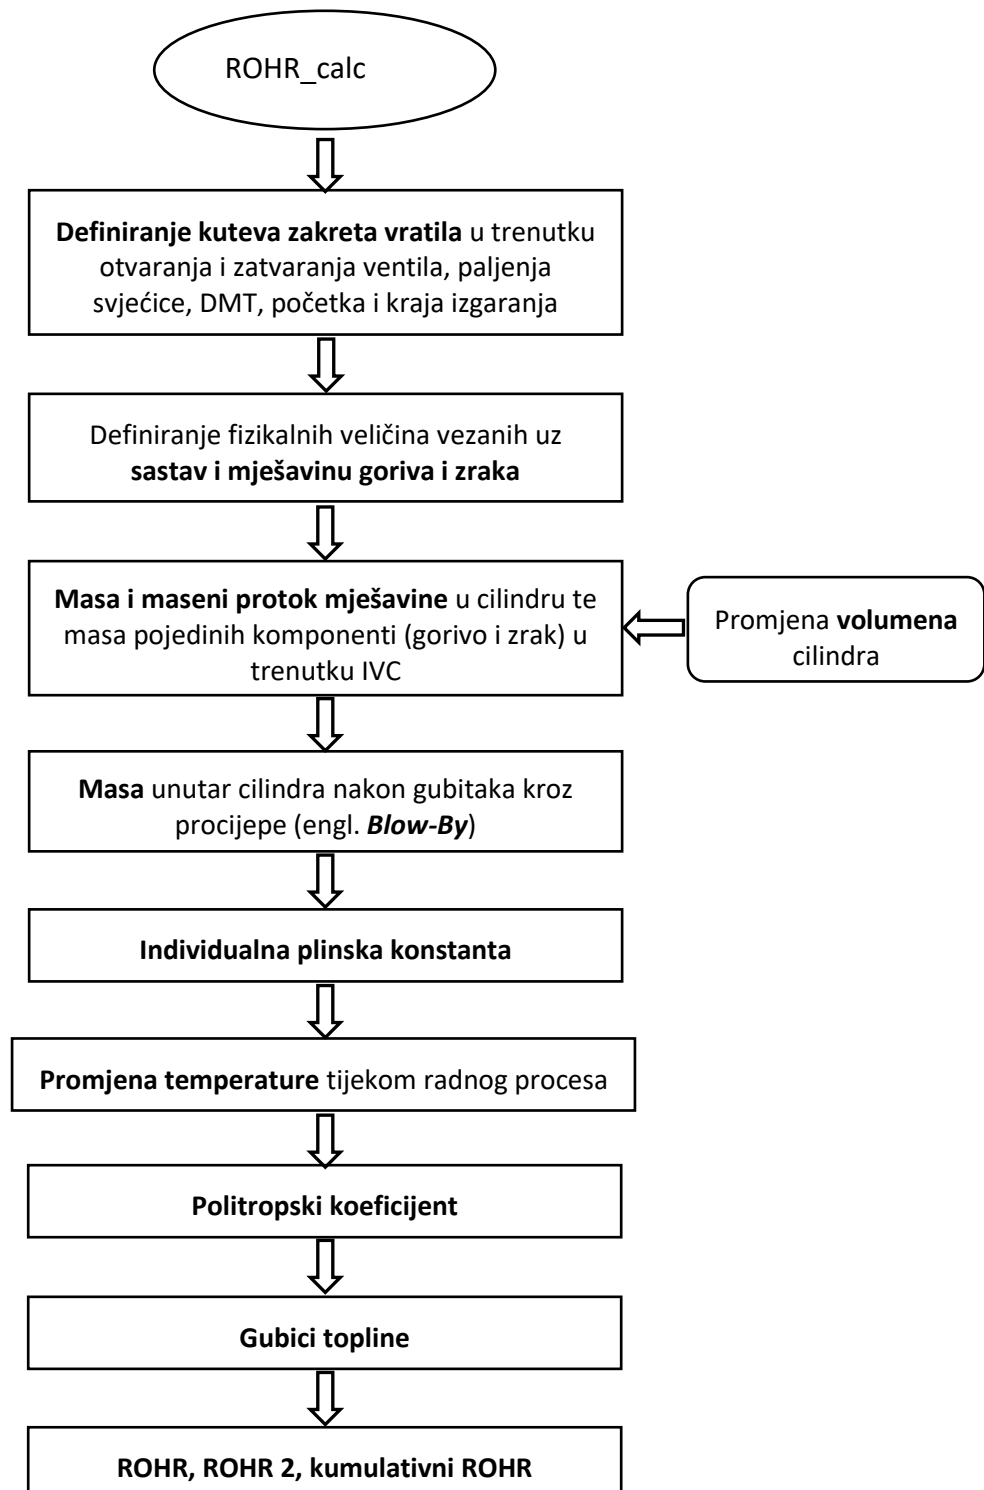 ROHR_calc
Definiranje kuteva zakreta vratila u trenutku
otvaranja i zatvaranja ventila, paljenja
svjećice, DMT, početka i kraja izgaranja
Definiranje fizikalnih veličina vezanih uz
sastav i mješavinu goriva i zraka
Masa i maseni protok mješavine u cilindru te
masa pojedinih komponenti (gorivo i zrak) u
trenutku IVC
Promjena volumena
cilindra
Masa unutar cilindra nakon gubitaka kroz
procijepe (engl. Blow-By)
Individualna plinska konstanta
Promjena temperature tijekom radnog procesa
Politropski koeficijent
Gubici topline
ROHR, ROHR 2, kumulativni ROHR